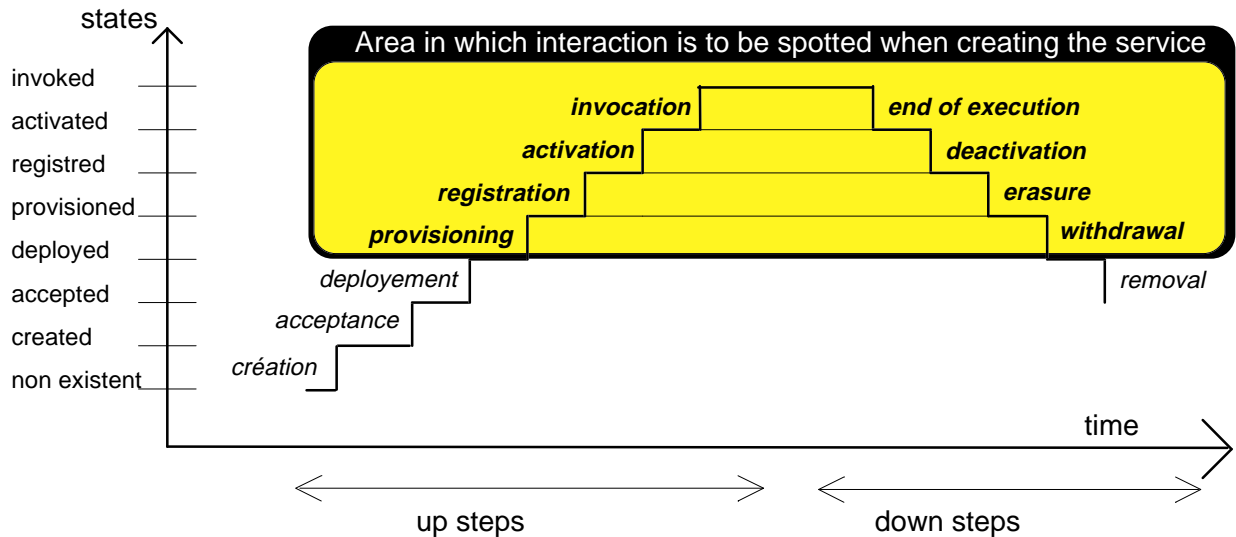 states
Area in which interaction is to be spotted when creating the service
invoked
invocation end of execution
activated
activation deactivation
registred
registration erasure
provisioned
provisioning withdrawal
deployed
deployement removal
accepted
acceptance
created
création
non existent
time
up steps down steps